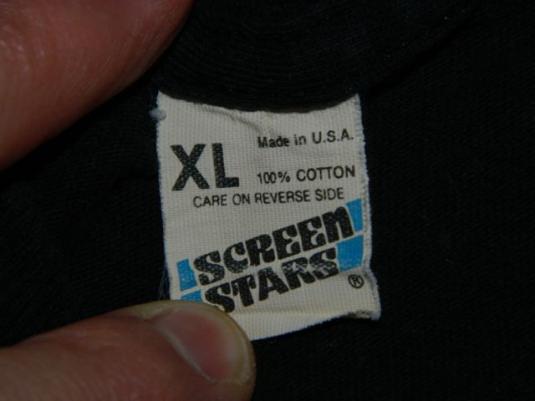 Made in U.S.A.
XL
100% COTTON
CARE ON REVERSE SIDE
SCREEN
STARS ®